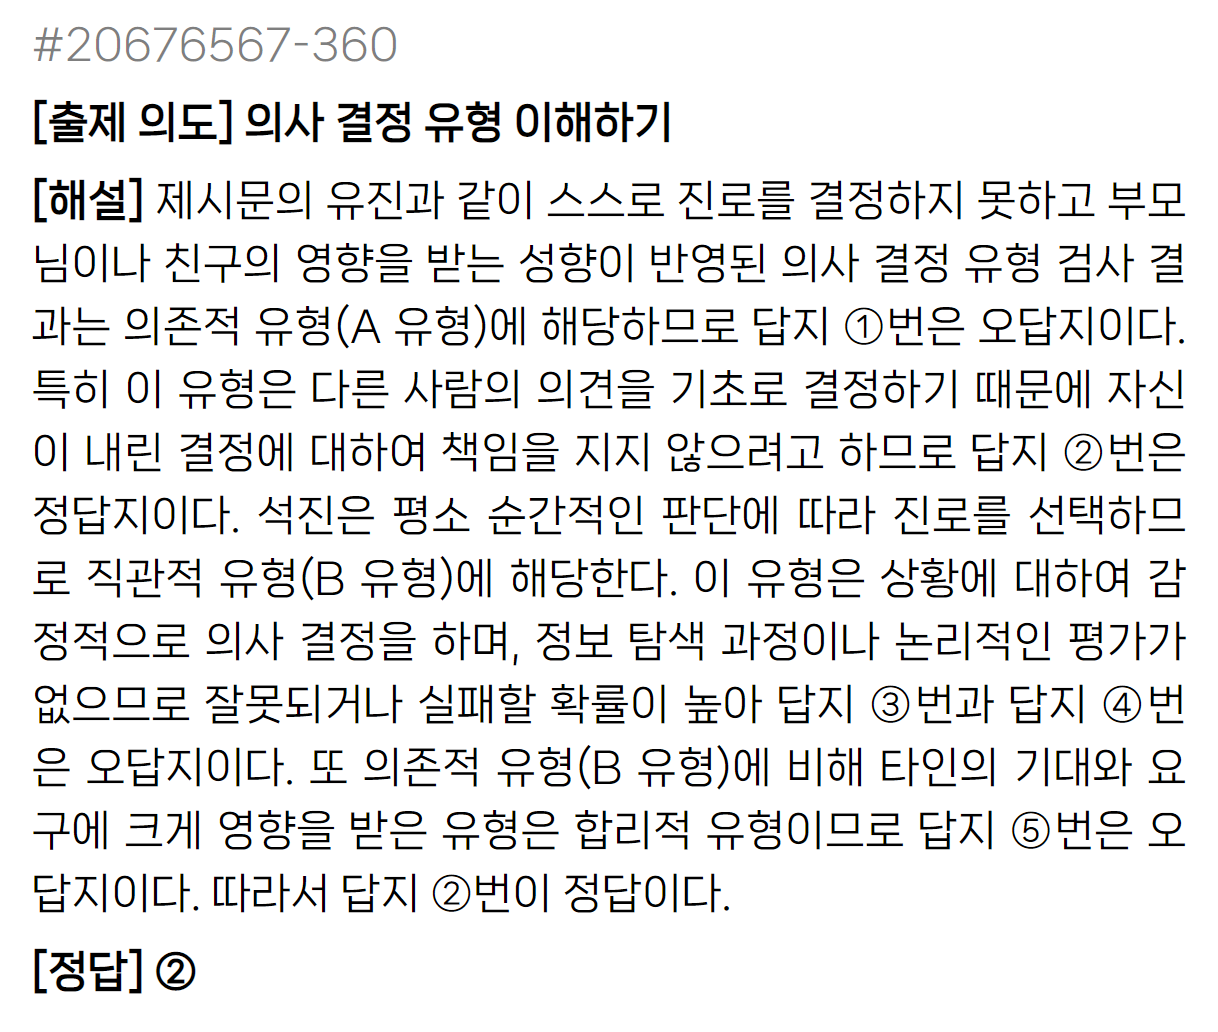 #20676567-360
[출제 의도] 의사 결정 유형 이해하기
[해설] 제시문의 유진과 같이 스스로 진로를 결정하지 못하고 부모
님이나 친구의 영향을 받는 성향이 반영된 의사 결정 유형 검사 결
과는 의존적 유형(A 유형)에 해당하므로 답지 ①번은 오답지이다.
특히 이 유형은 다른 사람의 의견을 기초로 결정하기 때문에 자신
이 내린 결정에 대하여 책임을 지지 않으려고 하므로 답지 ②번은
정답지이다. 석진은 평소 순간적인 판단에 따라 진로를 선택하므
로 직관적 유형(B 유형)에 해당한다. 이 유형은 상황에 대하여 감
정적으로 의사 결정을 하며, 정보 탐색 과정이나 논리적인 평가가
없으므로 잘못되거나 실패할 확률이 높아 답지 ③번과 답지 ④번
은 오답지이다. 또 의존적 유형(B 유형)에 비해 타인의 기대와 요
구에 크게 영향을 받은 유형은 합리적 유형이므로 답지 ⑤번은 오
답지이다. 따라서 답지 ②번이 정답이다.
[정답] ②